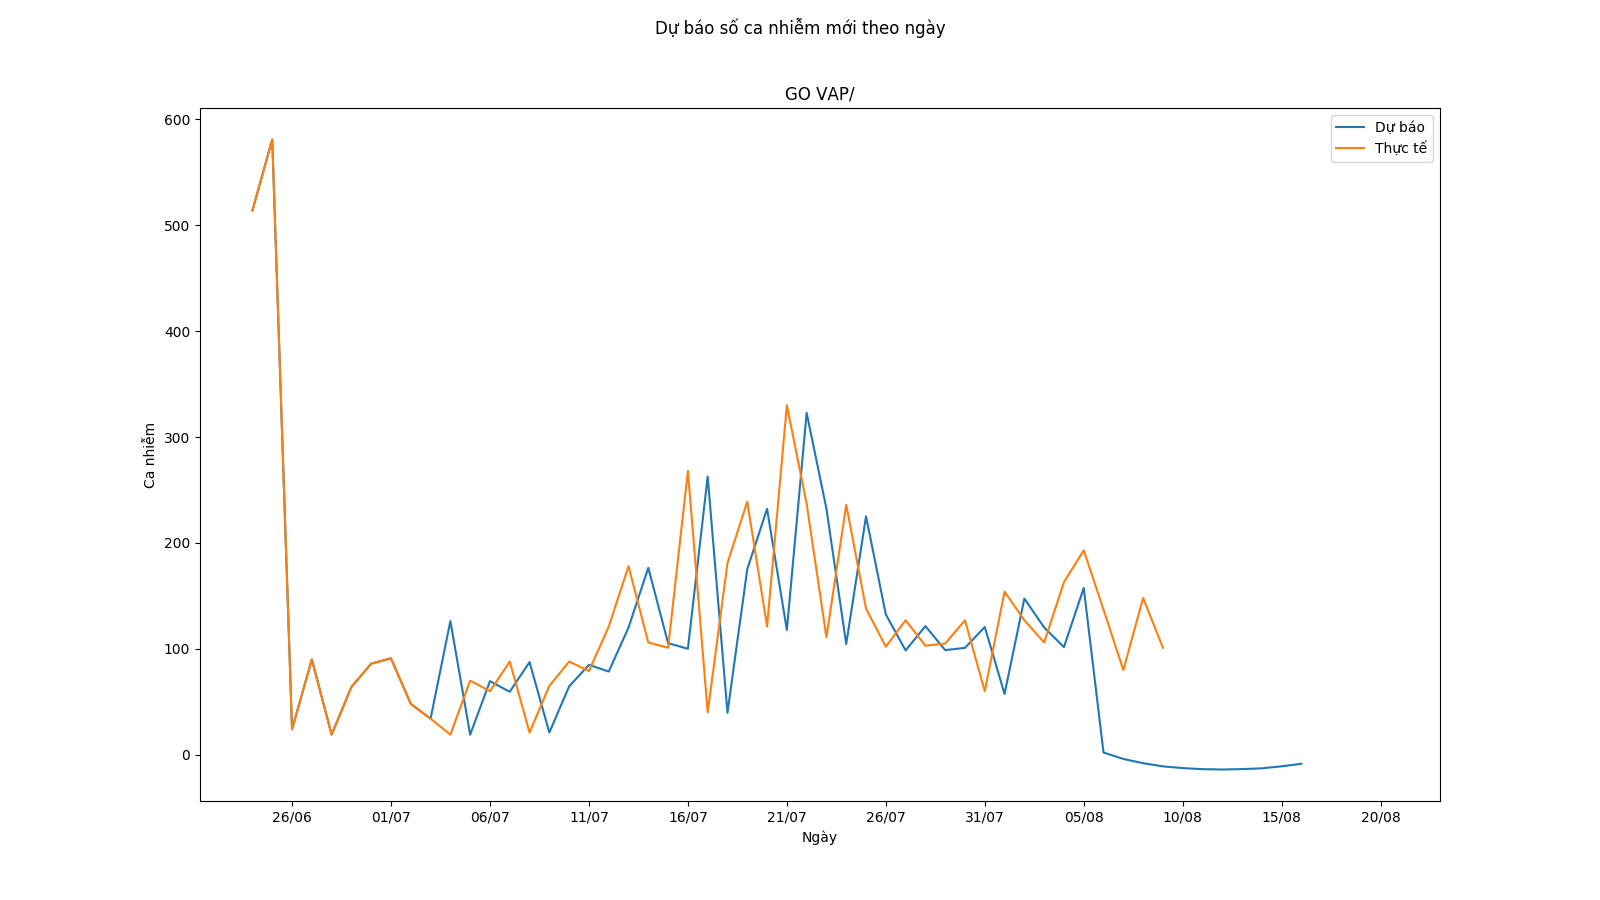 Dự báo số ca nhiễm mới theo ngày
GO VAP/
Dự báo
Thực tế
600
500
400
300
200
100
0
Ca nhiễm
26/06 01/07 06/07 11/07 16/07 21/07 26/07 31/07 05/08 10/08 15/08 20/08
Ngày